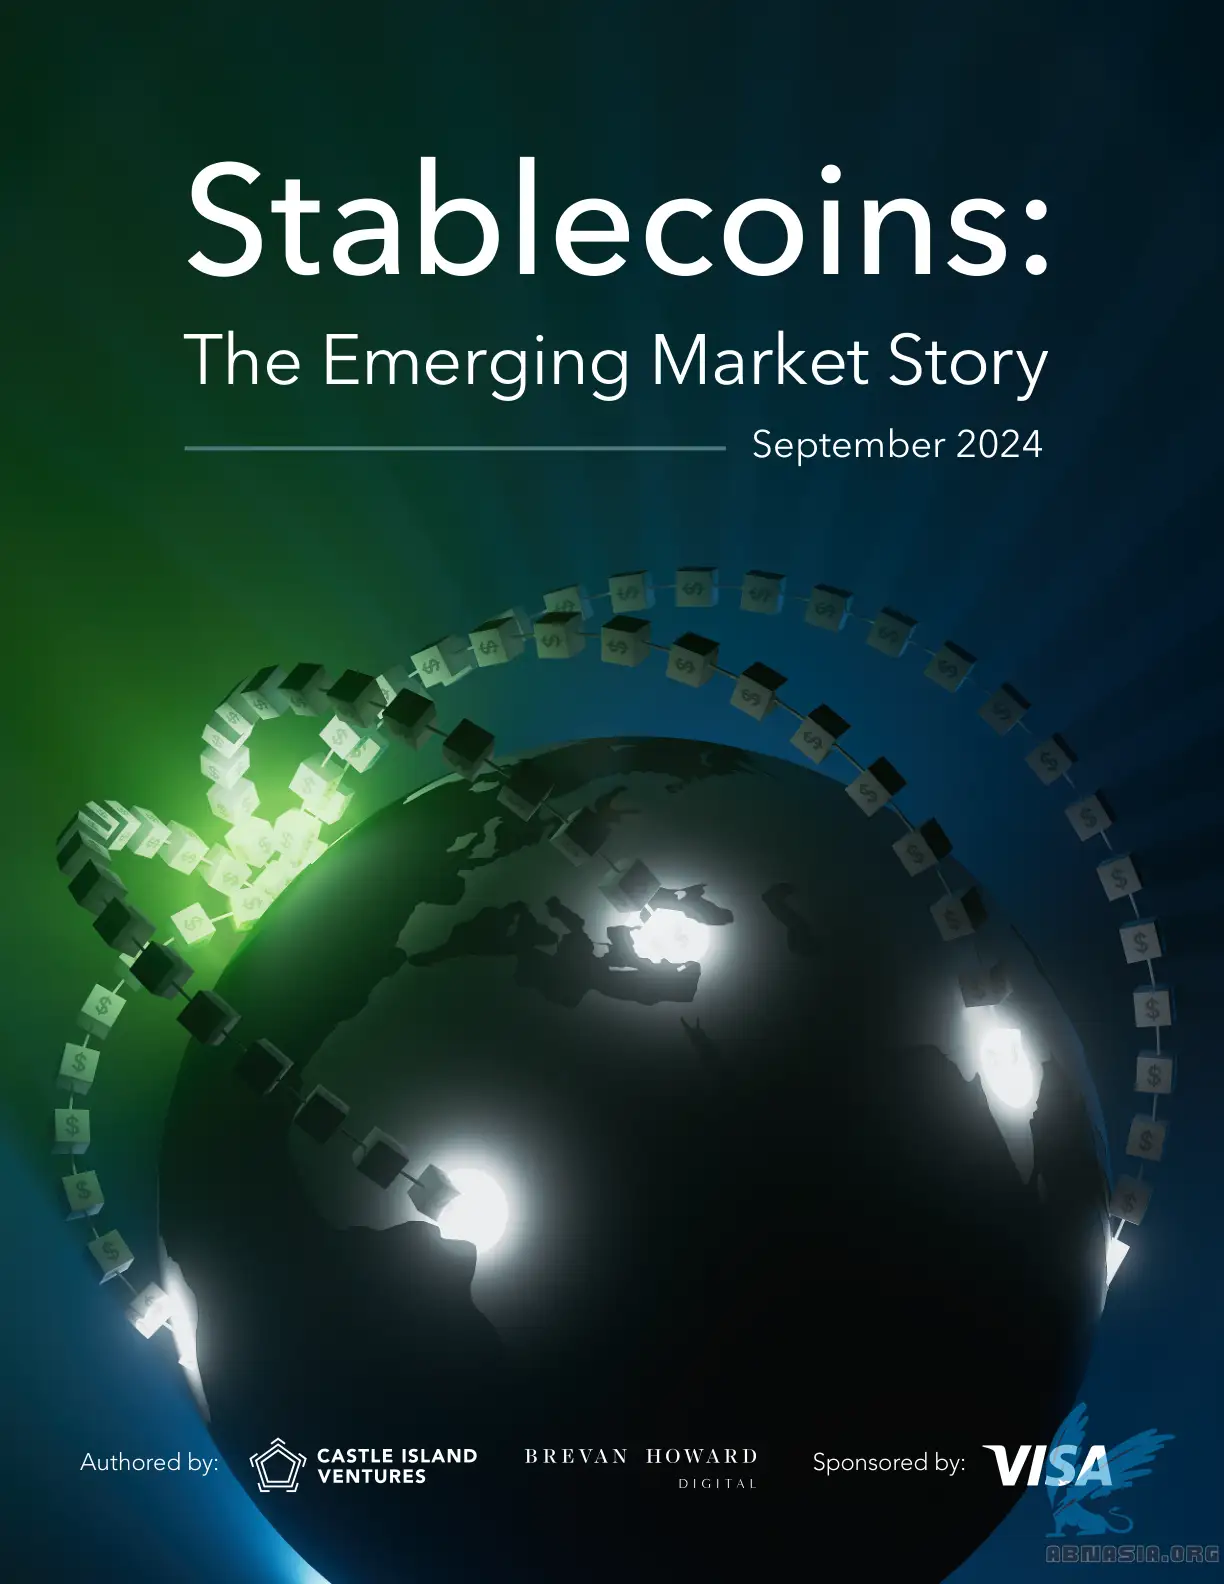 Stablecoins:
The Emerging Market Story
September 2024
Authored by:
CASTLE ISLAND
VENTURES
BREVAN HOWARD
DIGITAL
Sponsored by:
VISA
ABMASIA.ORG